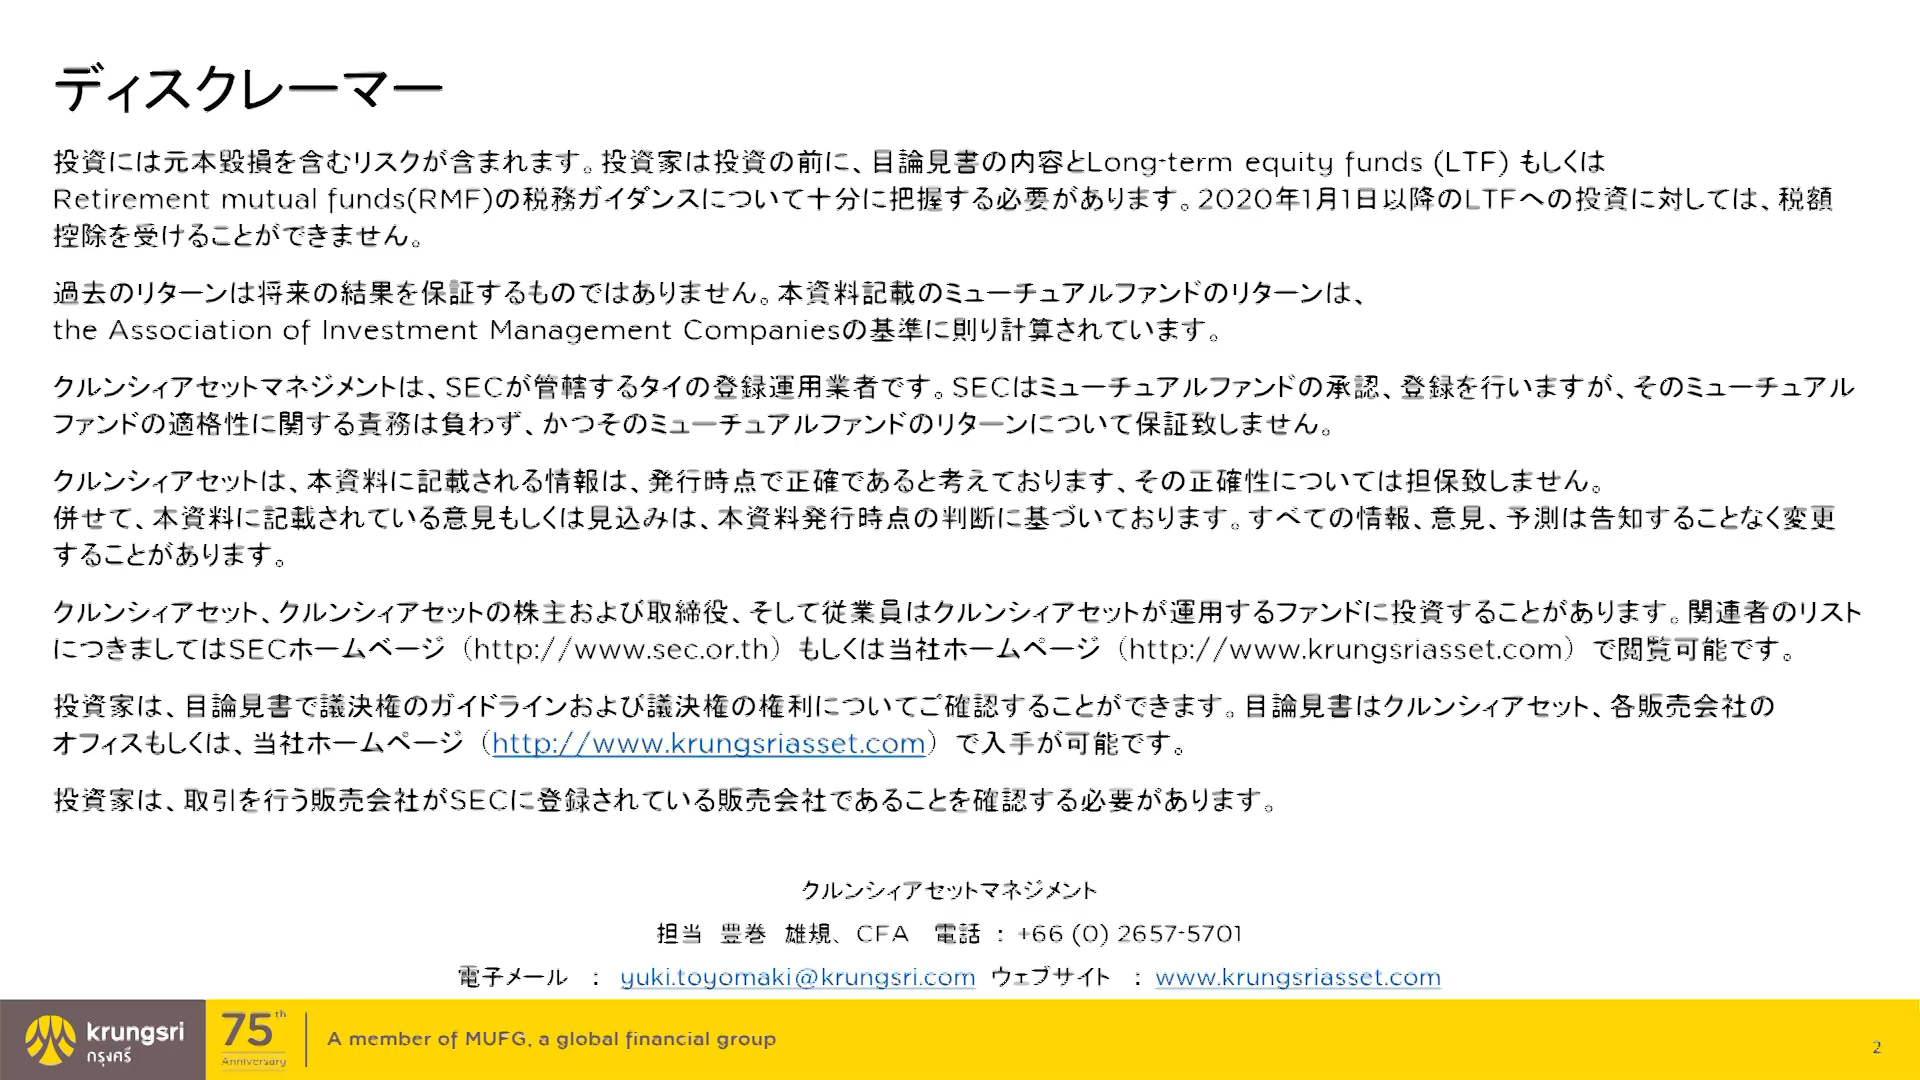 ディスクレーマー
投資には元本毀損を含むリスクが含まれます。投資家は投資の前に、目論見書の内容とLong-term equity funds (LTF) もしくは
Retirement mutual funds(RMF)の税務ガイダンスについて十分に把握する必要があります。2020年1月1日以降のLTFへの投資に対しては、税額
控除を受けることができません。
過去のリターンは将来の結果を保証するものではありません。本資料記載のミューチュアルファンドのリターンは、
the Association of Investment Management Companiesの基準に則り計算されています。
クルンシィアセットマネジメントは、SECが管轄するタイの登録運用業者です。SECはミューチュアルファンドの承認、登録を行いますが、そのミューチュアル
ファンドの適格性に関する責務は負わず、かつそのミューチュアルファンドのリターンについて保証致しません。
クルンシィアセットは、本資料に記載される情報は、発行時点で正確であると考えております、その正確性については担保致しません。
併せて、本資料に記載されている意見もしくは見込みは、本資料発行時点の判断に基づいております。すべての情報、意見、予測は告知することなく変更
することがあります。
クルンシィアセット、クルンシィアセットの株主および取締役、そして従業員はクルンシィアセットが運用するファンドに投資することがあります。関連者のリスト
につきましてはSECホームページ（http://www.sec.or.th）もしくは当社ホームページ（http://www.krungsriasset.com）で閲覧可能です。
投資家は、目論見書で議決権のガイドラインおよび議決権の権利についてご確認することができます。目論見書はクルンシィアセット、各販売会社の
オフィスもしくは、当社ホームページ（http://www.krungsriasset.com）で入手が可能です。
投資家は、取引を行う販売会社がSECに登録されている販売会社であることを確認する必要があります。
クルンシィアセットマネジメント
担当　豊巻　雄規、CFA　電話 : +66 (0) 2657-5701
電子メール　:　yuki.toyomaki@krungsri.com ウェブサイト　: www.krungsriasset.com
krungsri
กรุงศรี
75th
Anniversary
A member of MUFG, a global financial group
2